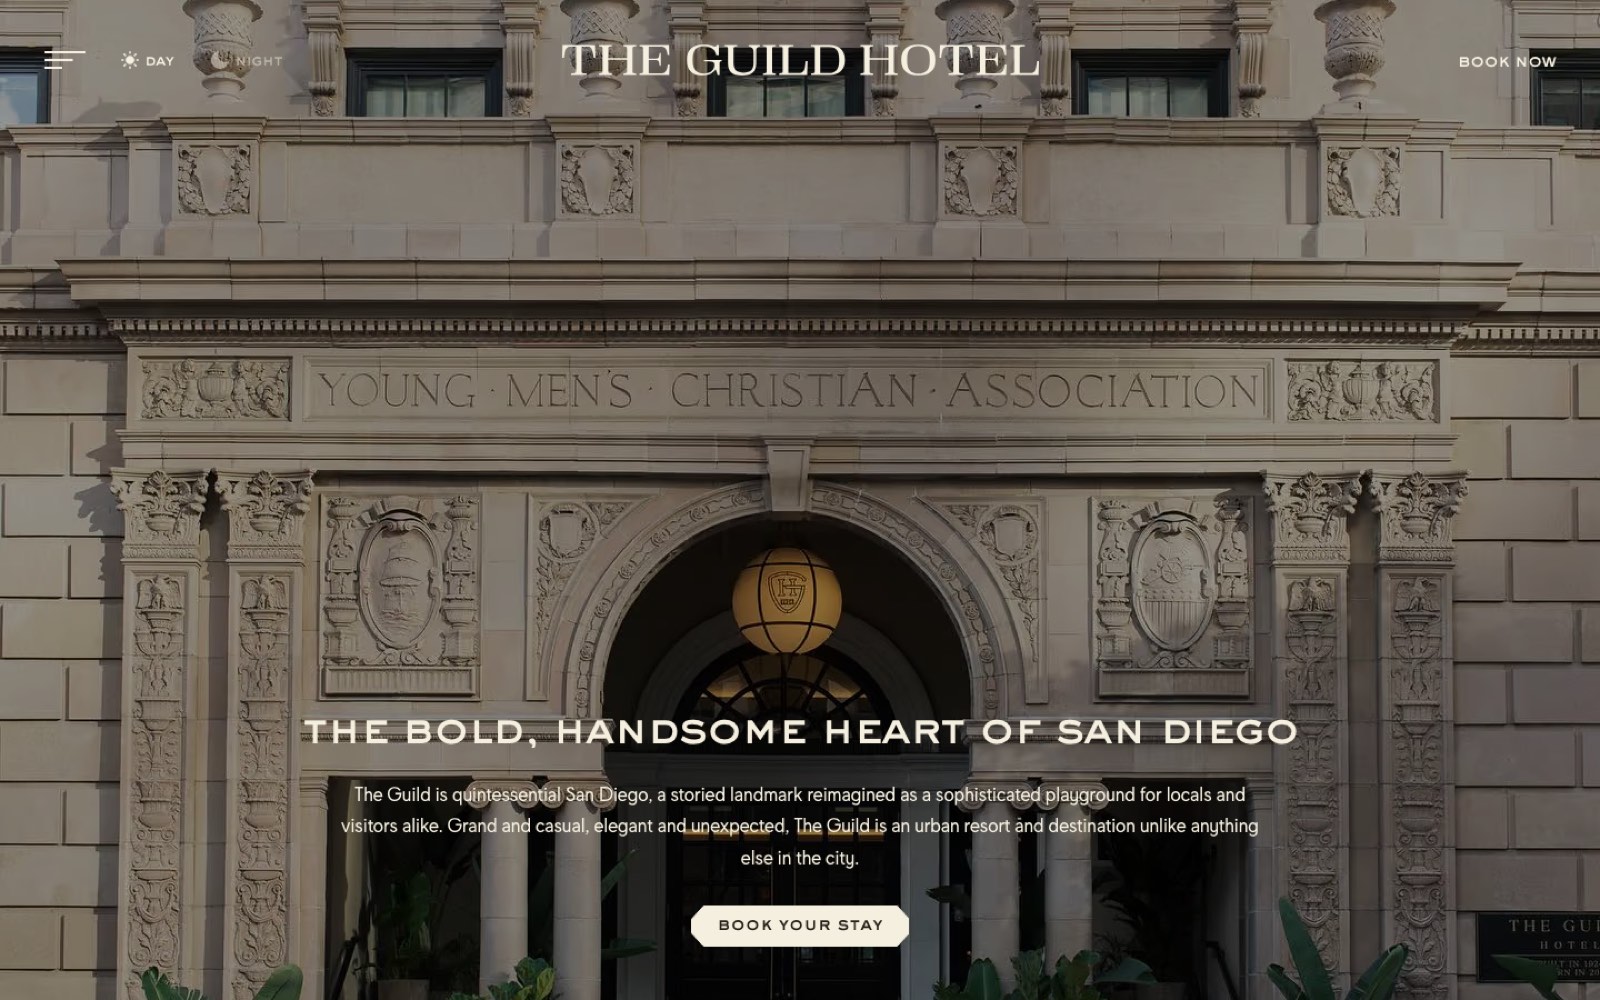 DAY
NIGHT
THE GUILD HOTEL
BOOK NOW
YOUNG · MEN'S · CHRISTIAN · ASSOCIATION
THE BOLD, HANDSOME HEART OF SAN DIEGO
The Guild is quintessential San Diego, a storied landmark reimagined as a sophisticated playground for locals and
visitors alike. Grand and casual, elegant and unexpected, The Guild is an urban resort and destination unlike anything
else in the city.
BOOK YOUR STAY
THE GUI
HOTEL